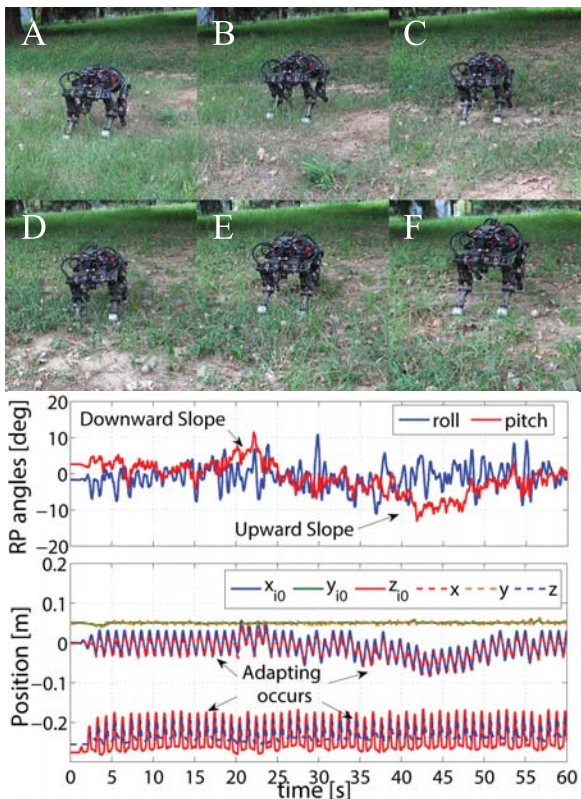 A B C
D E F
RP angles [deg]
20
10
0
−10
−20
Downward Slope
Upward Slope
roll pitch
Position [m]
0.2
0.1
0
−0.1
−0.2
x_i0 y_i0 z_i0 x y z
Adapting
occurs
0 5 10 15 20 25 30 35 40 45 50 55 60
time [s]